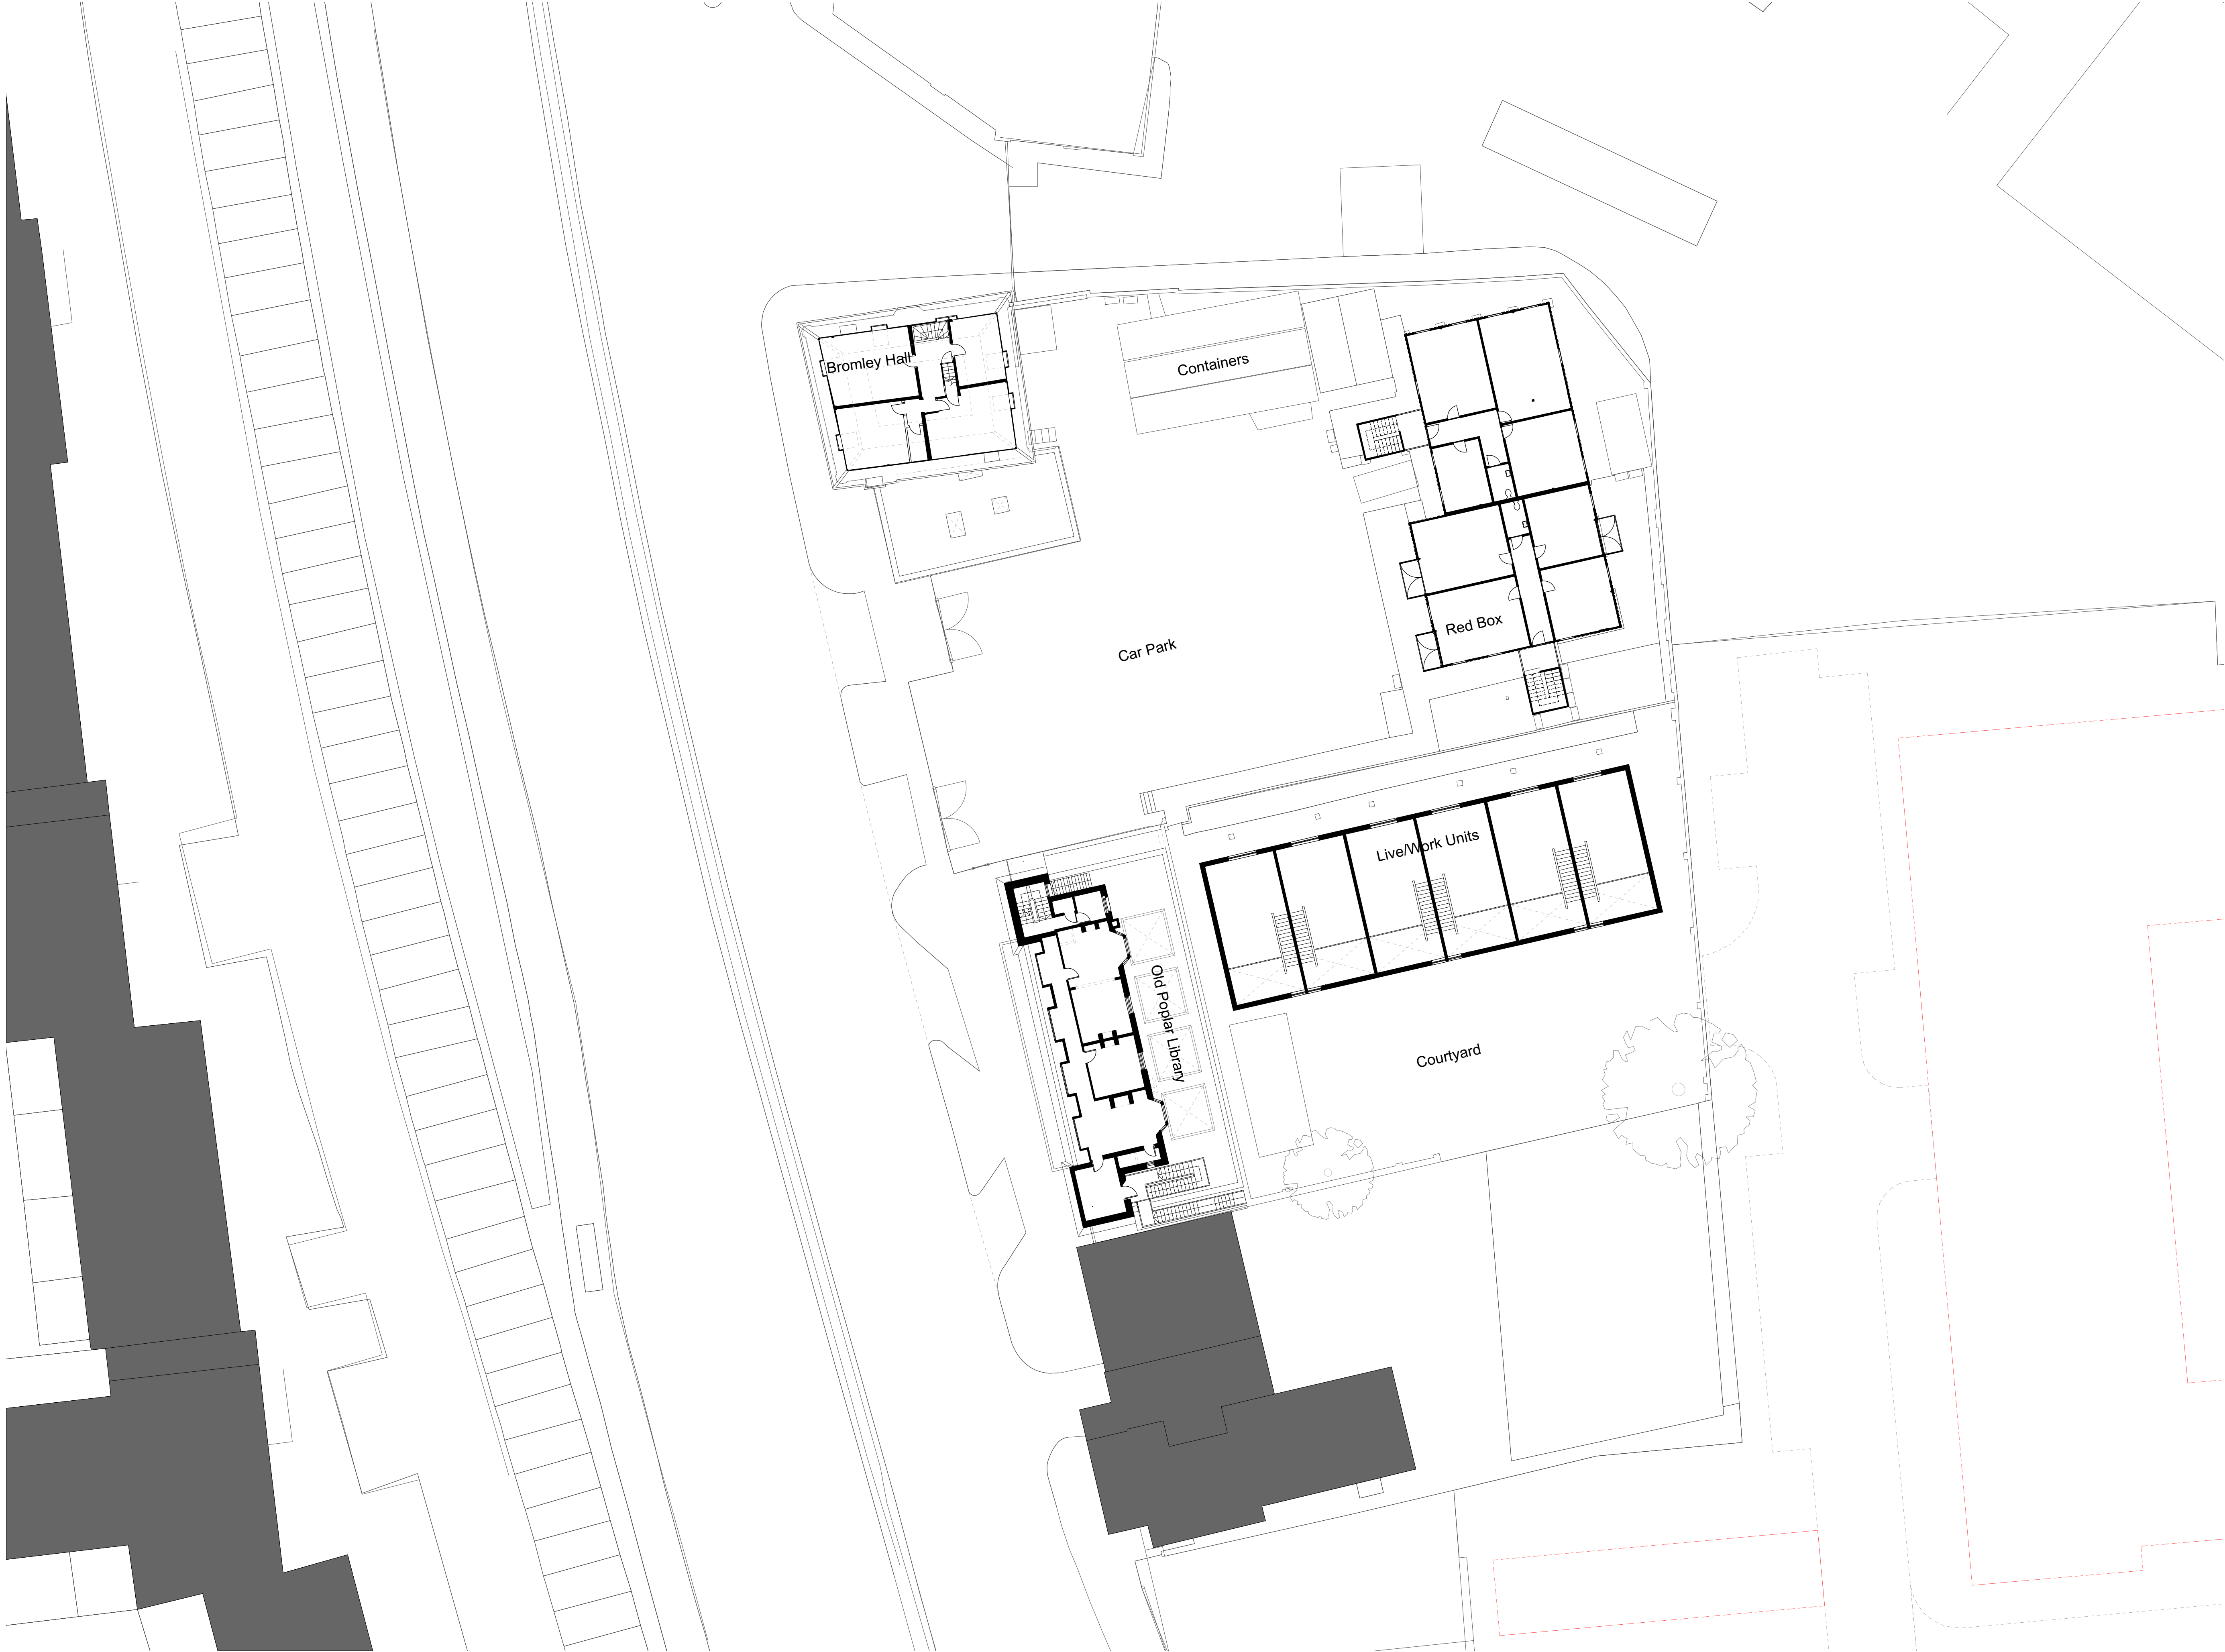 Bromley Hall
Containers
Red Box
Car Park
Live/Work Units
Old Poplar Library
Courtyard